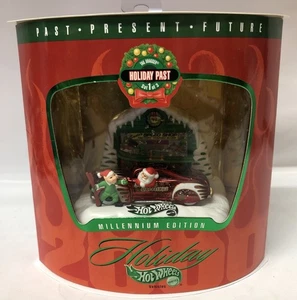 PAST • PRESENT • FUTURE
HOLIDAY PAST
HOT WHEELS
MILLENNIUM EDITION
Holiday
HOT WHEELS